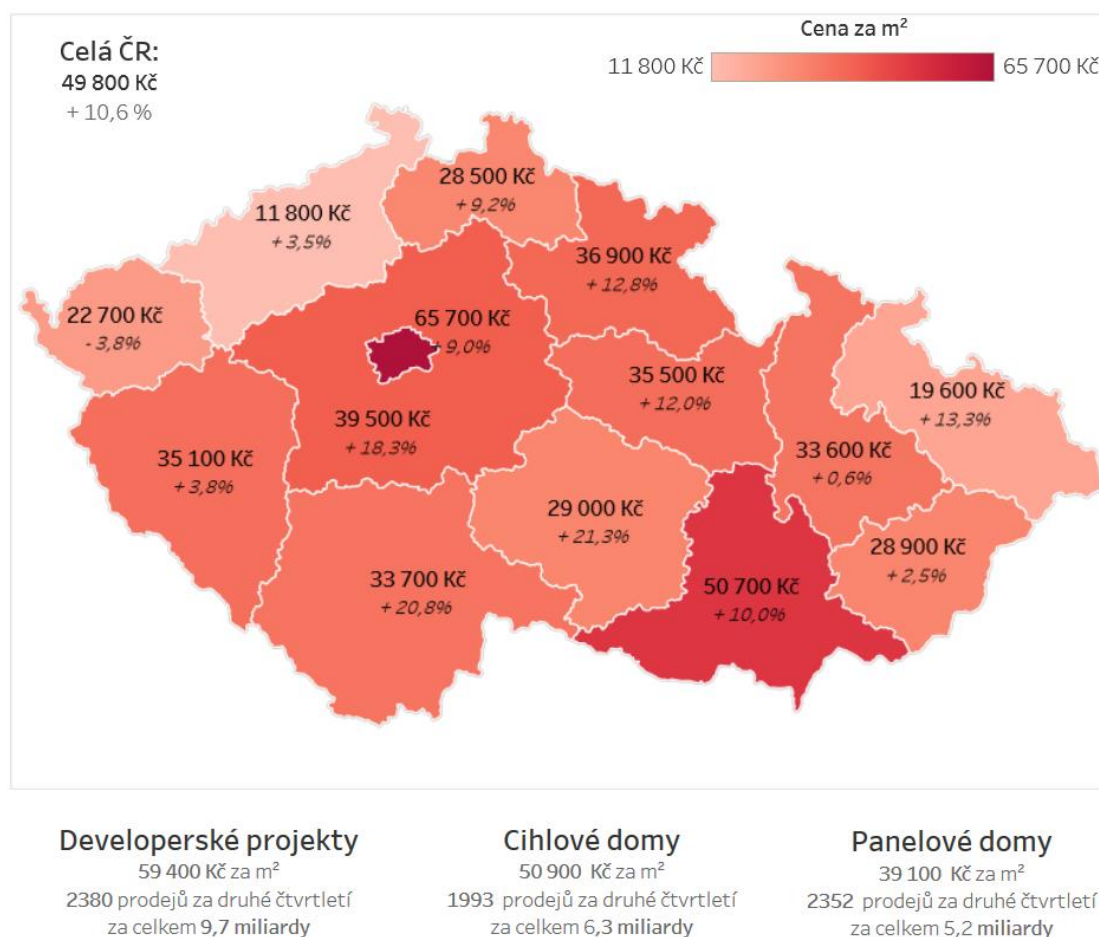 Celá ČR:
49 800 Kč
+ 10,6 %
Cena za m²
11 800 Kč
65 700 Kč
28 500 Kč
+ 9,2%
11 800 Kč
+ 3,5%
36 900 Kč
+ 12,8%
22 700 Kč
- 3,8%
65 700 Kč
+ 9,0%
35 500 Kč
+ 12,0%
19 600 Kč
+ 13,3%
39 500 Kč
+ 18,3%
35 100 Kč
+ 3,8%
33 600 Kč
+ 0,6%
29 000 Kč
+ 21,3%
28 900 Kč
+ 2,5%
33 700 Kč
+ 20,8%
50 700 Kč
+ 10,0%
Developerské projekty
59 400 Kč za m²
2380 prodejů za druhé čtvrtletí
za celkem 9,7 miliardy
Cihlové domy
50 900 Kč za m²
1993 prodejů za druhé čtvrtletí
za celkem 6,3 miliardy
Panelové domy
39 100 Kč za m²
2352 prodejů za druhé čtvrtletí
za celkem 5,2 miliardy